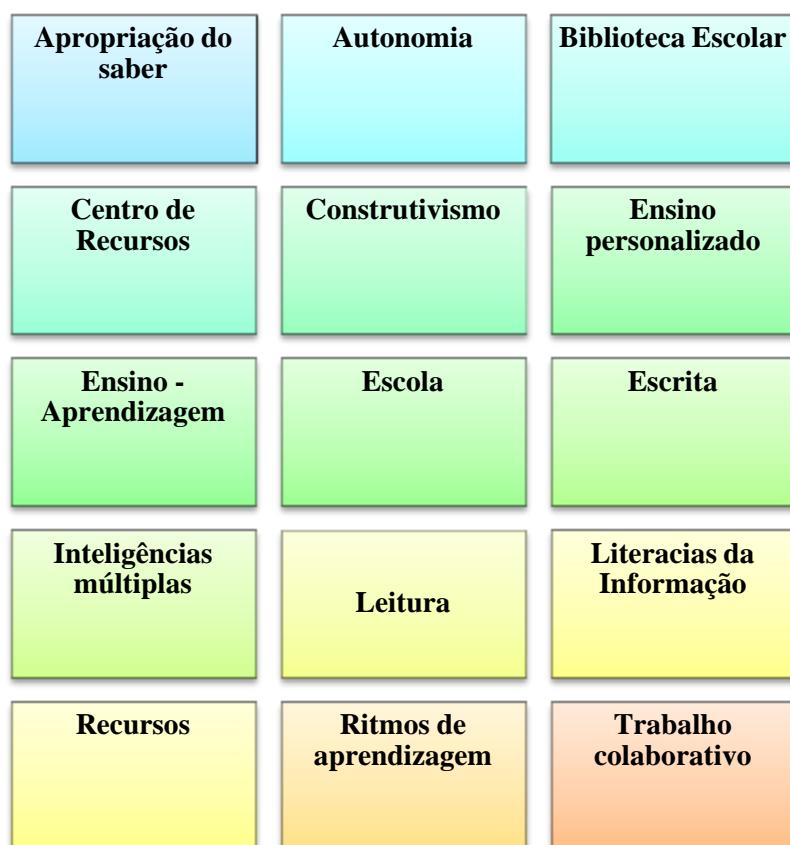 Apropriação do
saber
Autonomia
Biblioteca Escolar
Centro de
Recursos
Construtivismo
Ensino
personalizado
Ensino -
Aprendizagem
Escola
Escrita
Inteligências
múltiplas
Leitura
Literacias da
Informação
Recursos
Ritmos de
aprendizagem
Trabalho
colaborativo